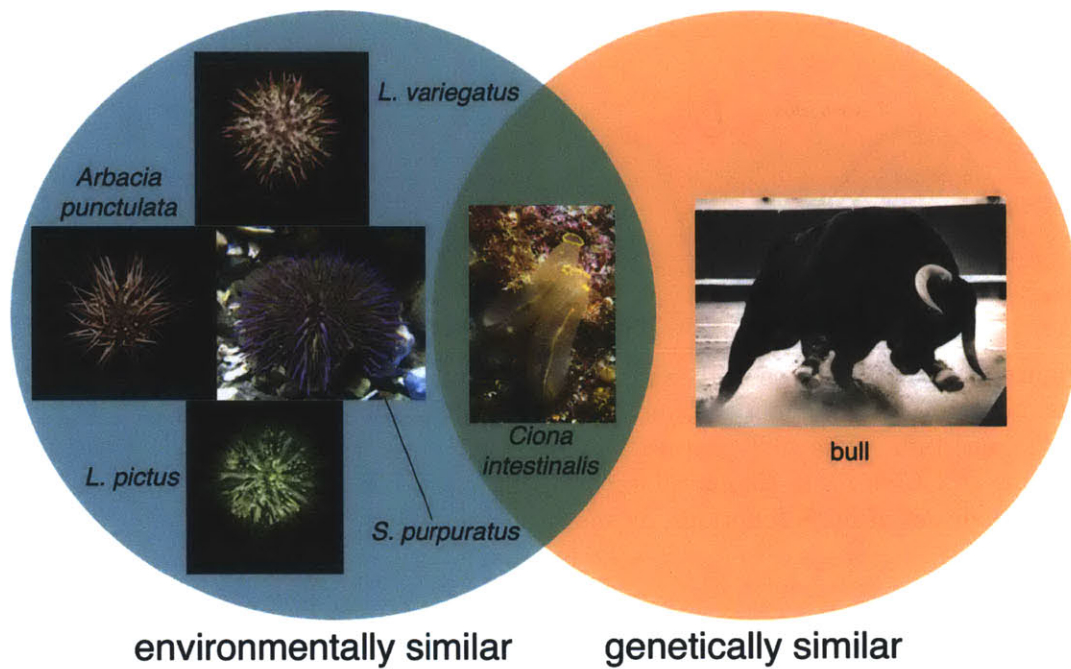 L. variegatus
Arbacia
punctulata
L. pictus
S. purpuratus
Ciona
intestinalis
bull
environmentally similar
genetically similar